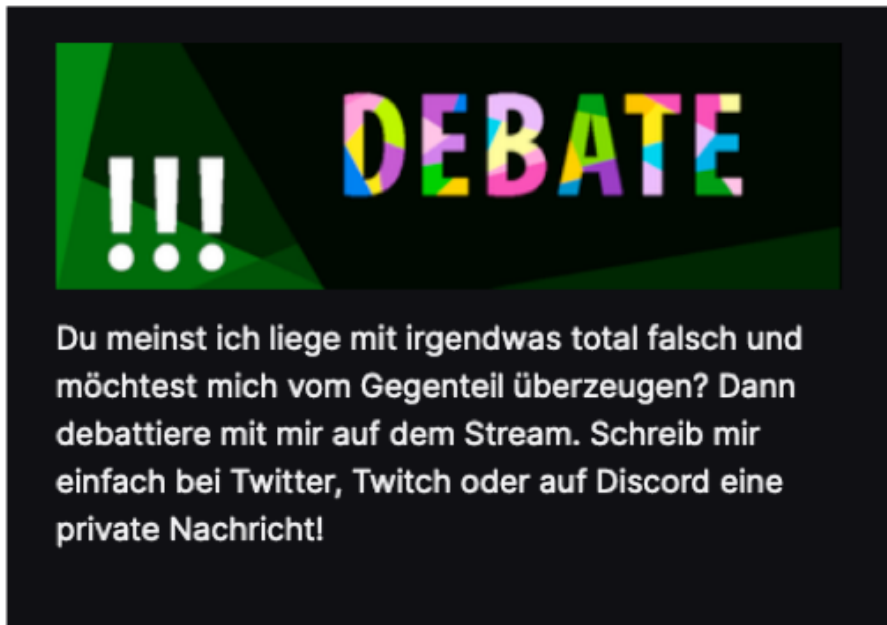 !!! DEBATE
Du meinst ich liege mit irgendwas total falsch und
möchtest mich vom Gegenteil überzeugen? Dann
debattiere mit mir auf dem Stream. Schreib mir
einfach bei Twitter, Twitch oder auf Discord eine
private Nachricht!